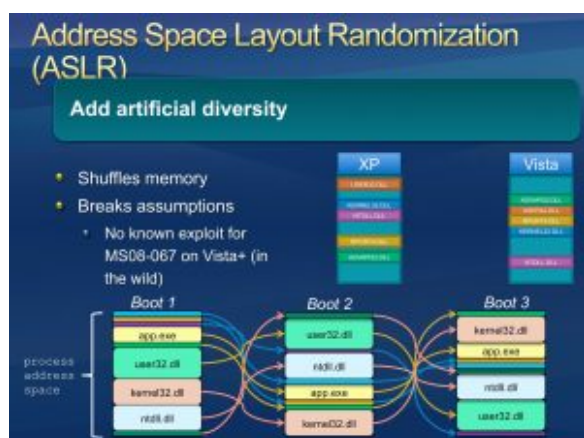 Address Space Layout Randomization
(ASLR)
Add artificial diversity
XP
Vista
Shuffles memory
Breaks assumptions
No known exploit for
MS08-067 on Vista+ (in
the wild)
Boot 1
Boot 2
Boot 3
process
address
space
app.exe
user32.dll
kernel32.dll
ntdll.dll
user32.dll
ntdll.dll
app.exe
kernel32.dll
kernel32.dll
app.exe
ntdll.dll
user32.dll